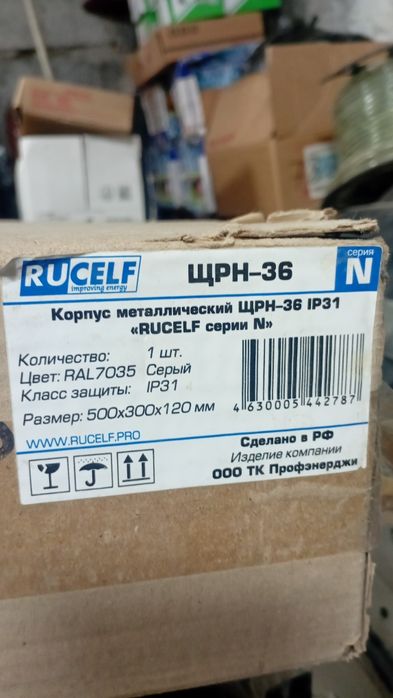 RUCELF
improving energy
ЩРН-36
серия
N
Корпус металлический ЩРН-36 IP31
«RUCELF серии N»
Количество: 1 шт.
Цвет: RAL7035 Серый
Класс защиты: IP31
Размер: 500x300x120 мм
4 630005 442787
WWW.RUCELF.PRO
Сделано в РФ
Изделие компании
ООО ТК Профэнерджи